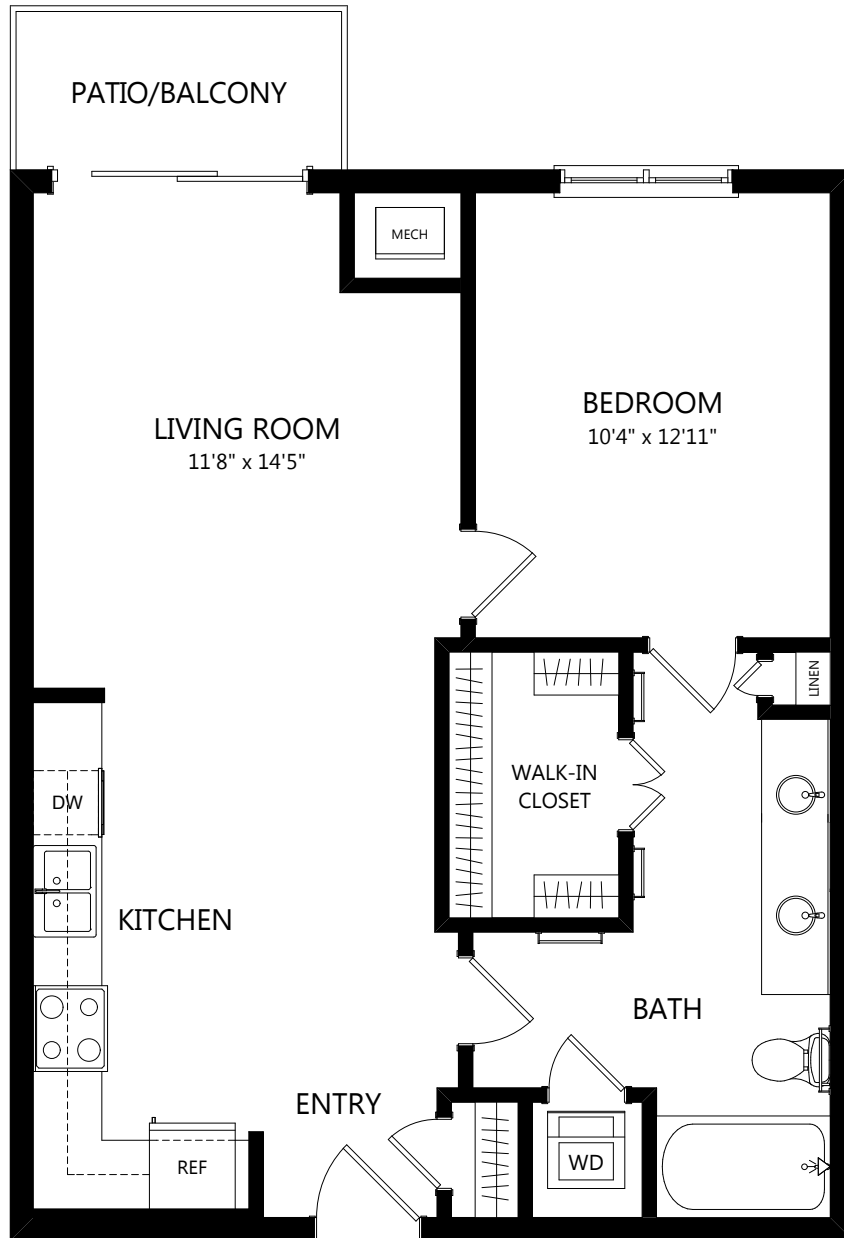 PATIO/BALCONY
MECH
LIVING ROOM
11'8" x 14'5"
BEDROOM
10'4" x 12'11"
LINEN
WALK-IN
CLOSET
DW
KITCHEN
BATH
ENTRY
REF
WD